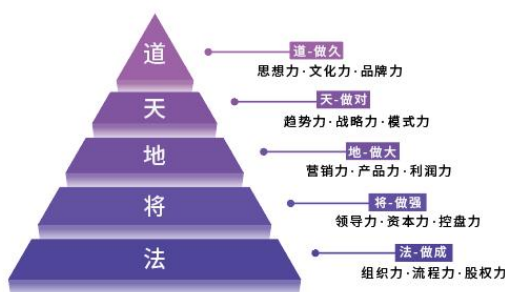 道
道-做久
思想力·文化力·品牌力
天
天-做对
趋势力·战略力·模式力
地
地-做大
营销力·产品力·利润力
将
将-做强
领导力·资本力·控盘力
法
法-做成
组织力·流程力·股权力